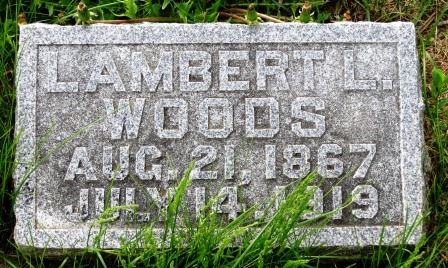 LAMBERT L.
WOODS
AUG. 21, 1867
JULY 14, 1919